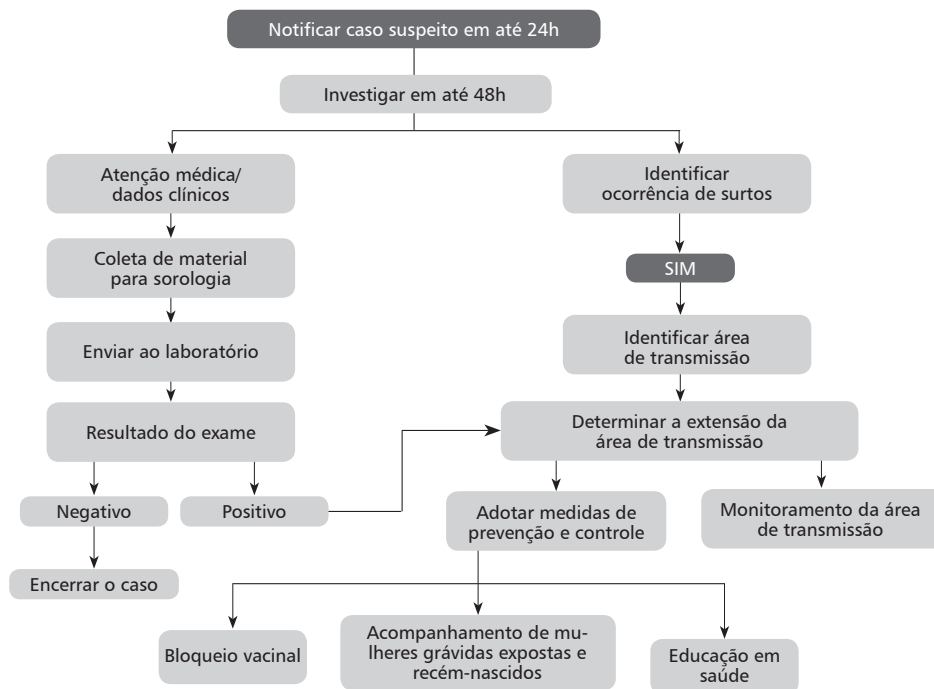 Notificar caso suspeito em até 24h
Investigar em até 48h
Atenção médica/
dados clínicos
Coleta de material
para sorologia
Enviar ao laboratório
Resultado do exame
Negativo
Positivo
Encerrar o caso
Identificar
ocorrência de surtos
SIM
Identificar área
de transmissão
Determinar a extensão da
área de transmissão
Adotar medidas de
prevenção e controle
Monitoramento da área
de transmissão
Bloqueio vacinal
Acompanhamento de mu-
lheres grávidas expostas e
recém-nascidos
Educação em
saúde